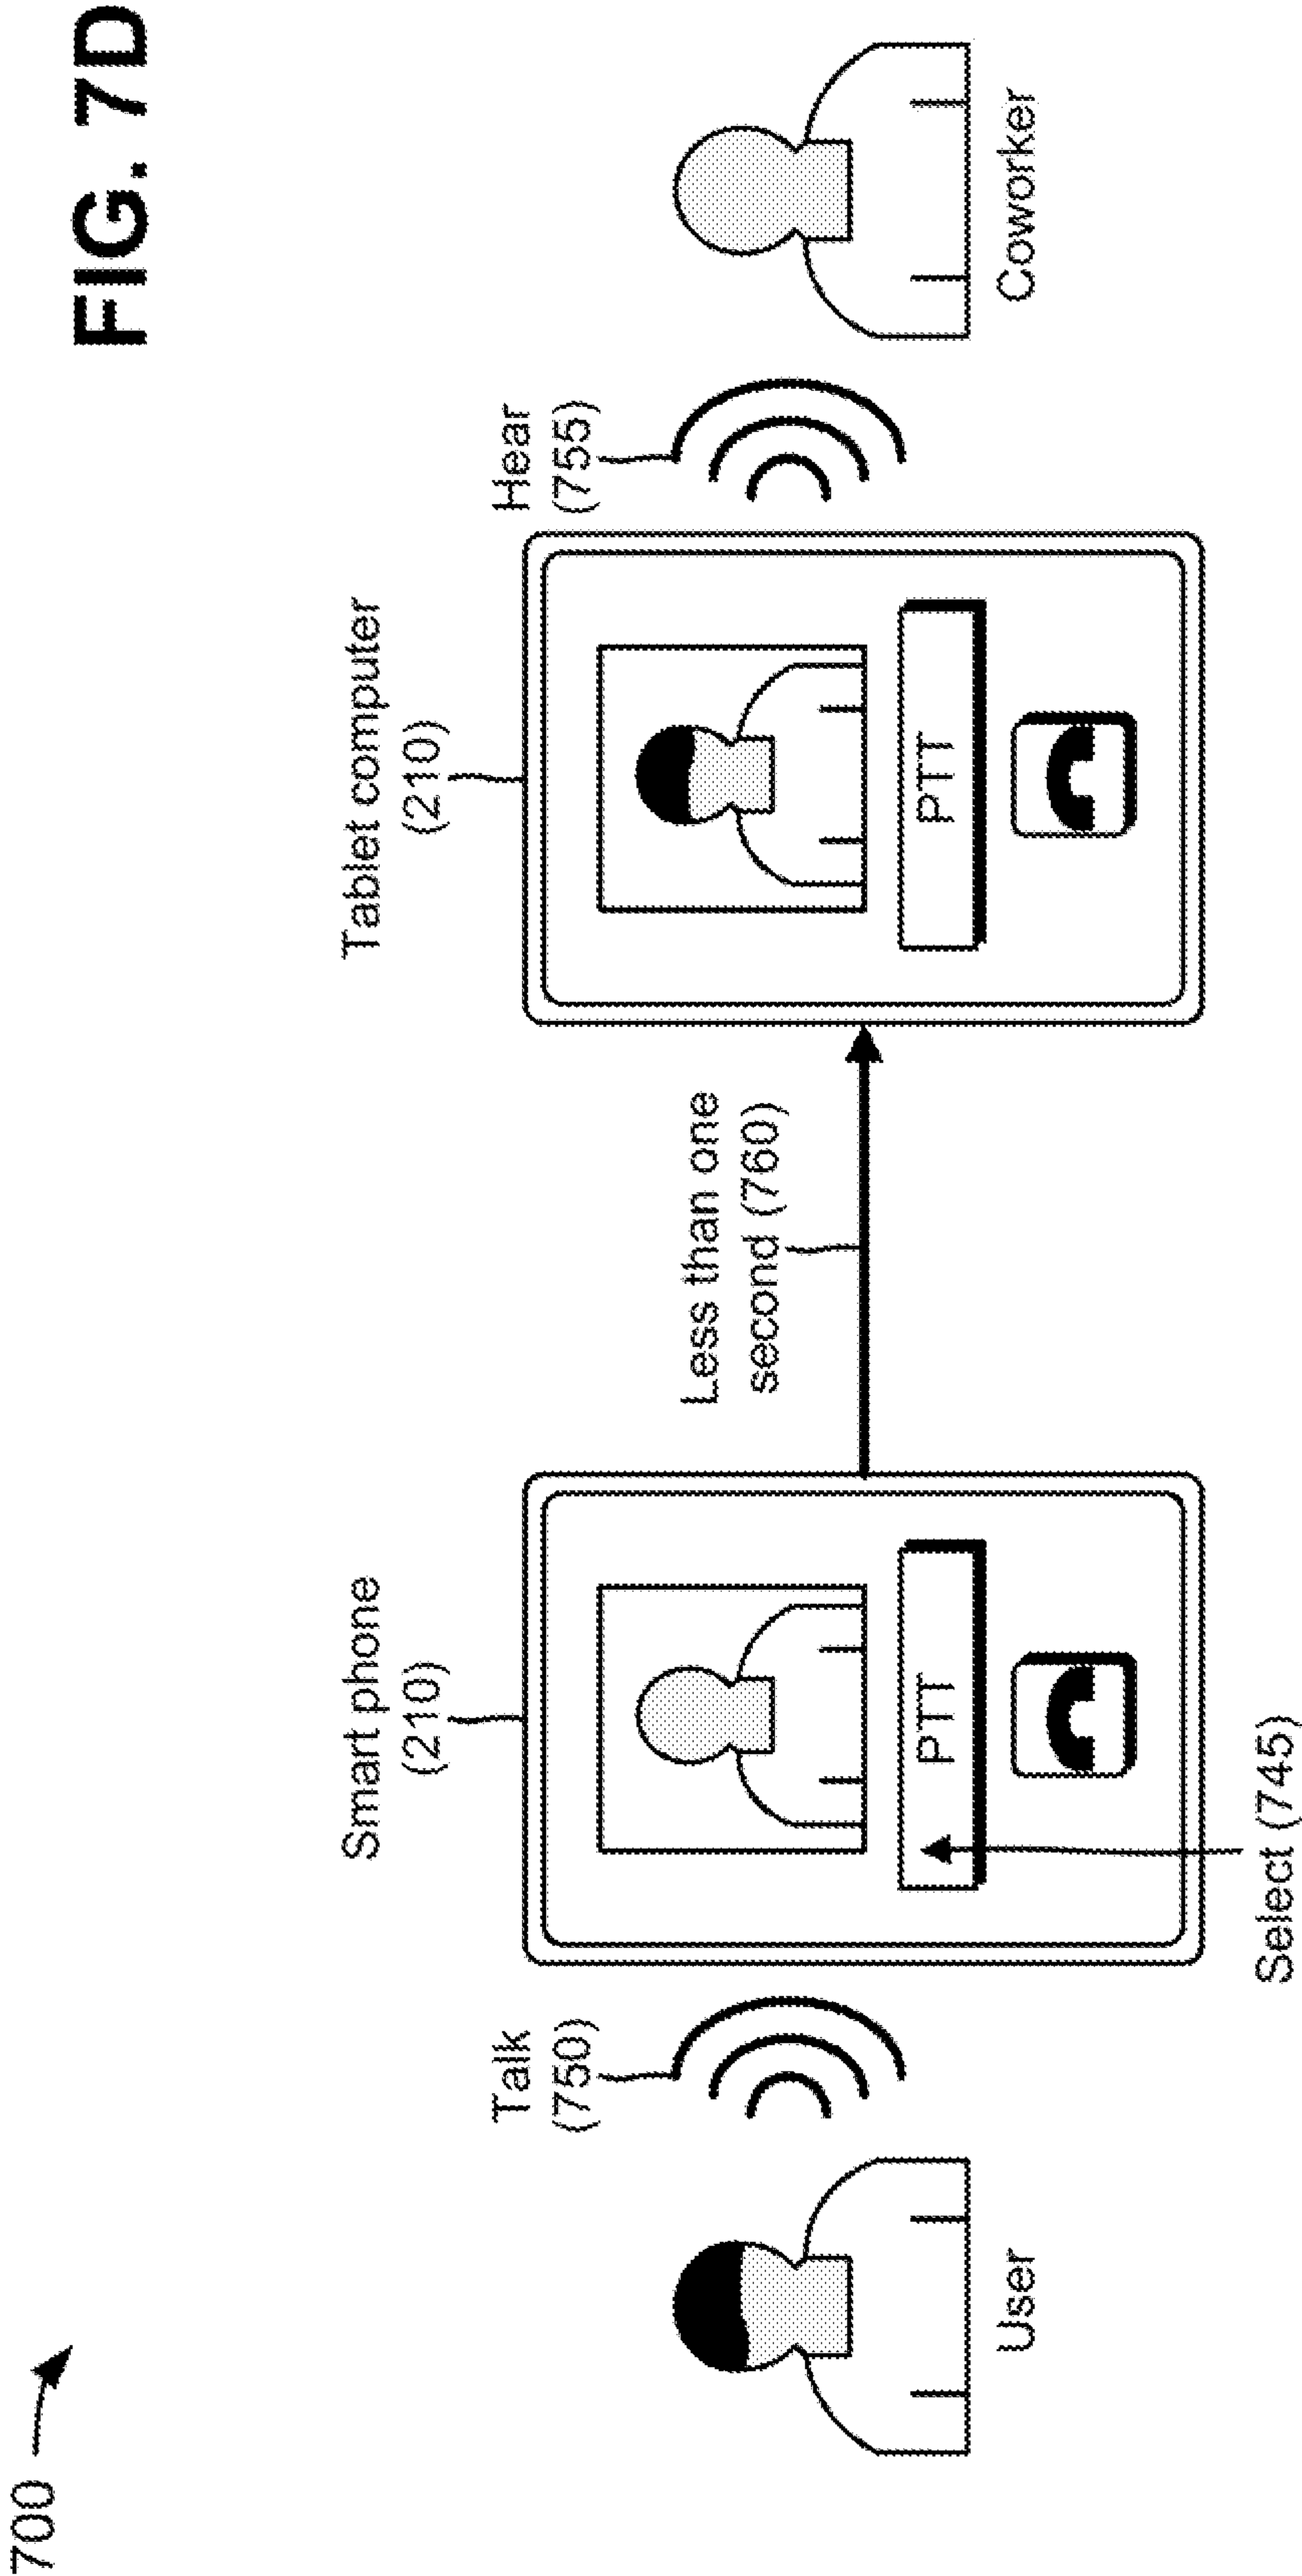 700
FIG. 7D
Smart phone
(210)
Tablet computer
(210)
Talk
(750)
Less than one
second (760)
Hear
(755)
PTT
PTT
User
Coworker
Select (745)